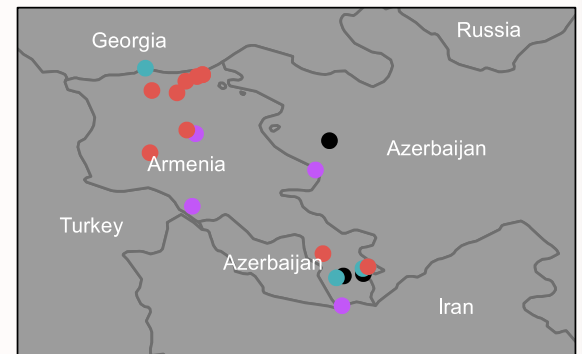 Russia
Georgia
Azerbaijan
Armenia
Turkey
Azerbaijan
Iran